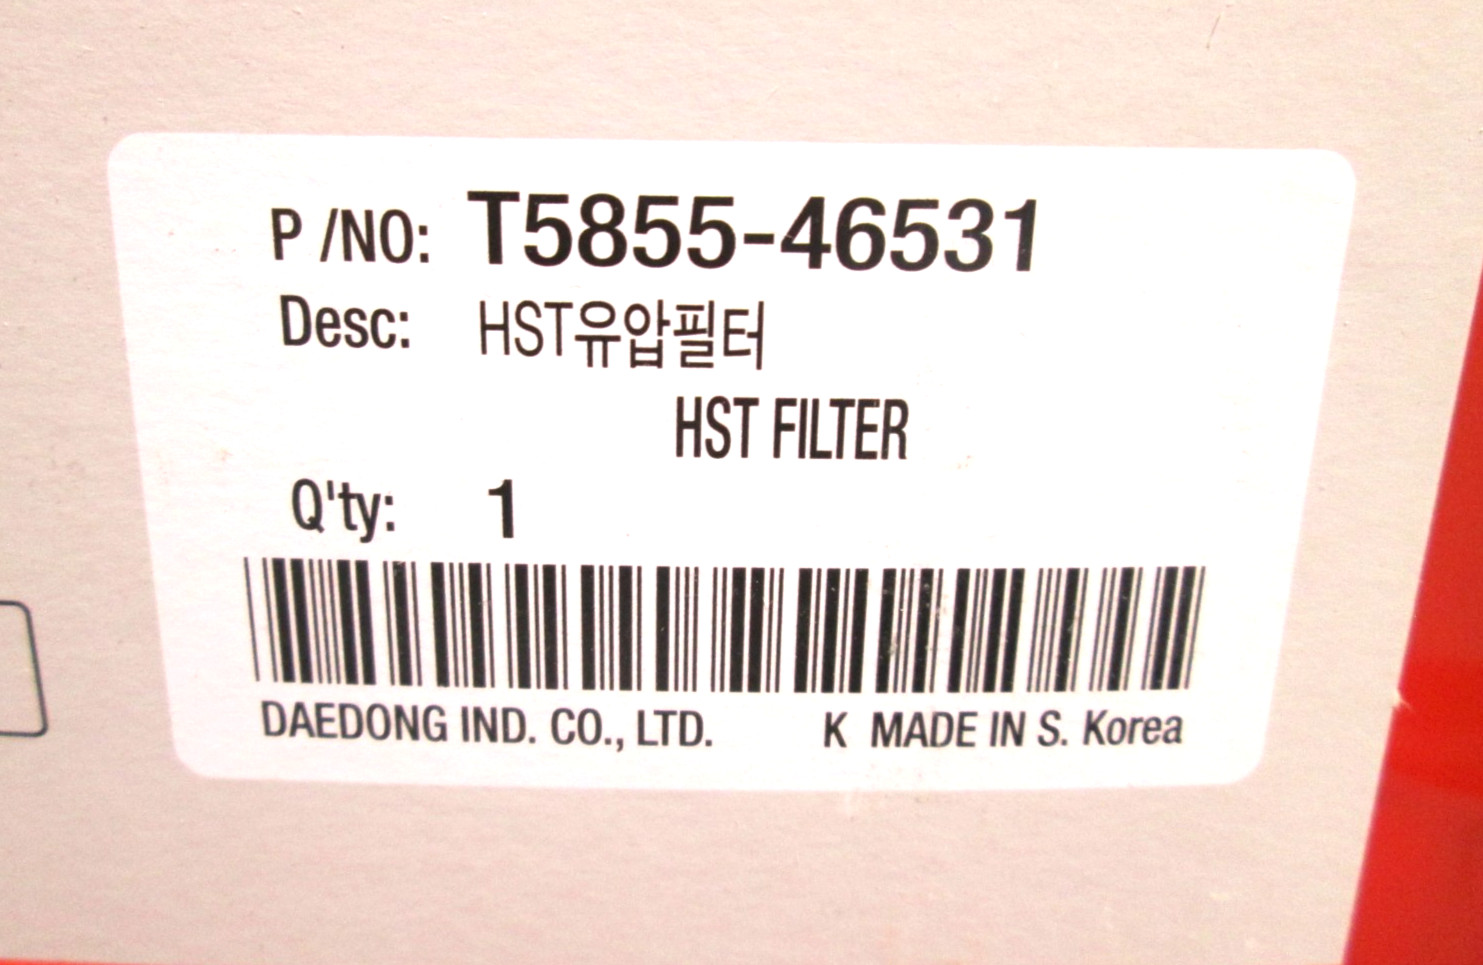 P /NO: T5855-46531
Desc: HST유압필터
HST FILTER
Q'ty: 1
DAEDONG IND. CO., LTD. K MADE IN S. Korea